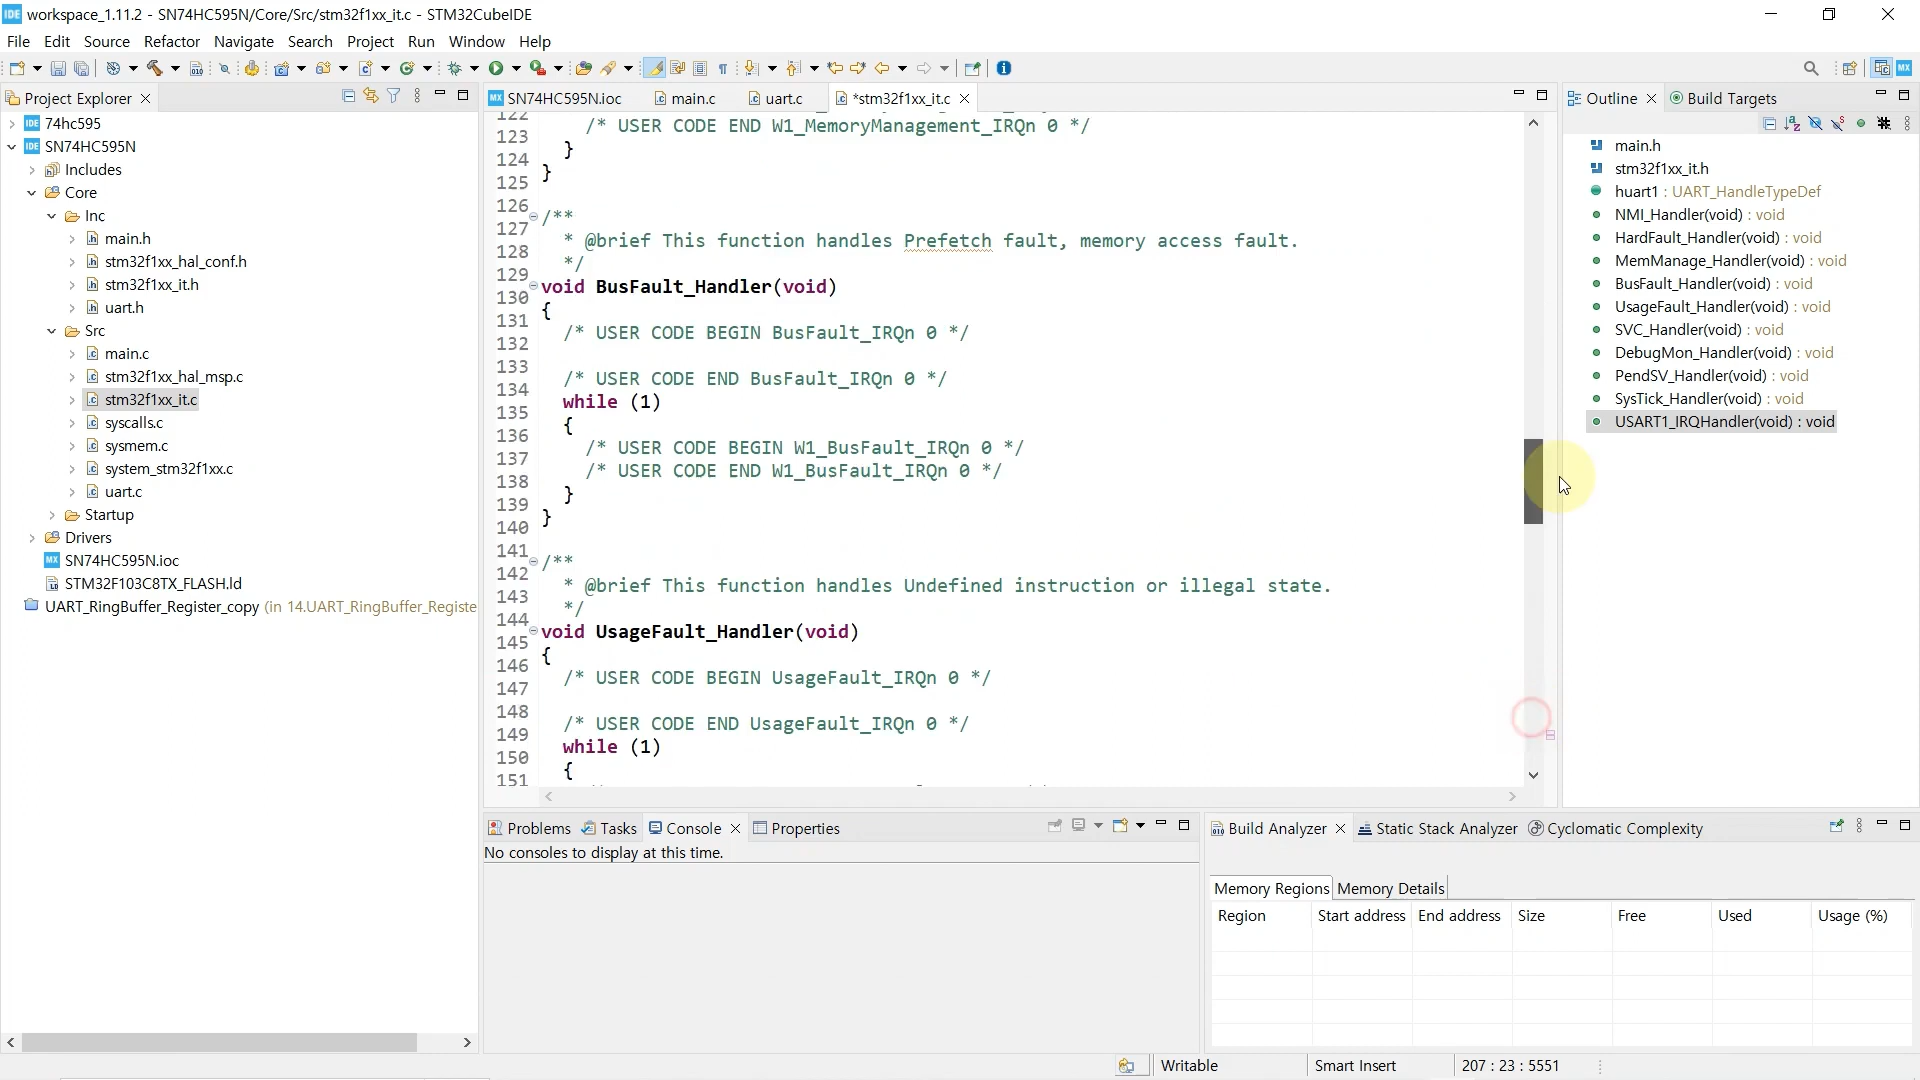 workspace_1.11.2 - SN74HC595N/Core/Src/stm32f1xx_it.c - STM32CubeIDE
File Edit Source Refactor Navigate Search Project Run Window Help
Project Explorer
74hc595
SN74HC595N
Includes
Core
Inc
main.h
stm32f1xx_hal_conf.h
stm32f1xx_it.h
uart.h
Src
main.c
stm32f1xx_hal_msp.c
stm32f1xx_it.c
syscalls.c
sysmem.c
system_stm32f1xx.c
uart.c
Startup
Drivers
SN74HC595N.ioc
STM32F103C8TX_FLASH.ld
UART_RingBuffer_Register_copy (in 14.UART_RingBuffer_Registe
SN74HC595N.ioc main.c uart.c *stm32f1xx_it.c
122
123 /* USER CODE END W1_MemoryManagement_IRQn 0 */
124 }
125 }
126
127 /**
128 * @brief This function handles Prefetch fault, memory access fault.
129 */
130 void BusFault_Handler(void)
131 {
132 /* USER CODE BEGIN BusFault_IRQn 0 */
133
134 /* USER CODE END BusFault_IRQn 0 */
135 while (1)
136 {
137 /* USER CODE BEGIN W1_BusFault_IRQn 0 */
138 /* USER CODE END W1_BusFault_IRQn 0 */
139 }
140 }
141
142 /**
143 * @brief This function handles Undefined instruction or illegal state.
144 */
145 void UsageFault_Handler(void)
146 {
147 /* USER CODE BEGIN UsageFault_IRQn 0 */
148
149 /* USER CODE END UsageFault_IRQn 0 */
150 while (1)
151 {
Outline Build Targets
main.h
stm32f1xx_it.h
huart1 : UART_HandleTypeDef
NMI_Handler(void) : void
HardFault_Handler(void) : void
MemManage_Handler(void) : void
BusFault_Handler(void) : void
UsageFault_Handler(void) : void
SVC_Handler(void) : void
DebugMon_Handler(void) : void
PendSV_Handler(void) : void
SysTick_Handler(void) : void
USART1_IRQHandler(void) : void
Problems Tasks Console Properties
No consoles to display at this time.
Build Analyzer Static Stack Analyzer Cyclomatic Complexity
Memory Regions Memory Details
Region Start address End address Size Free Used Usage (%)
Writable Smart Insert 207 : 23 : 5551